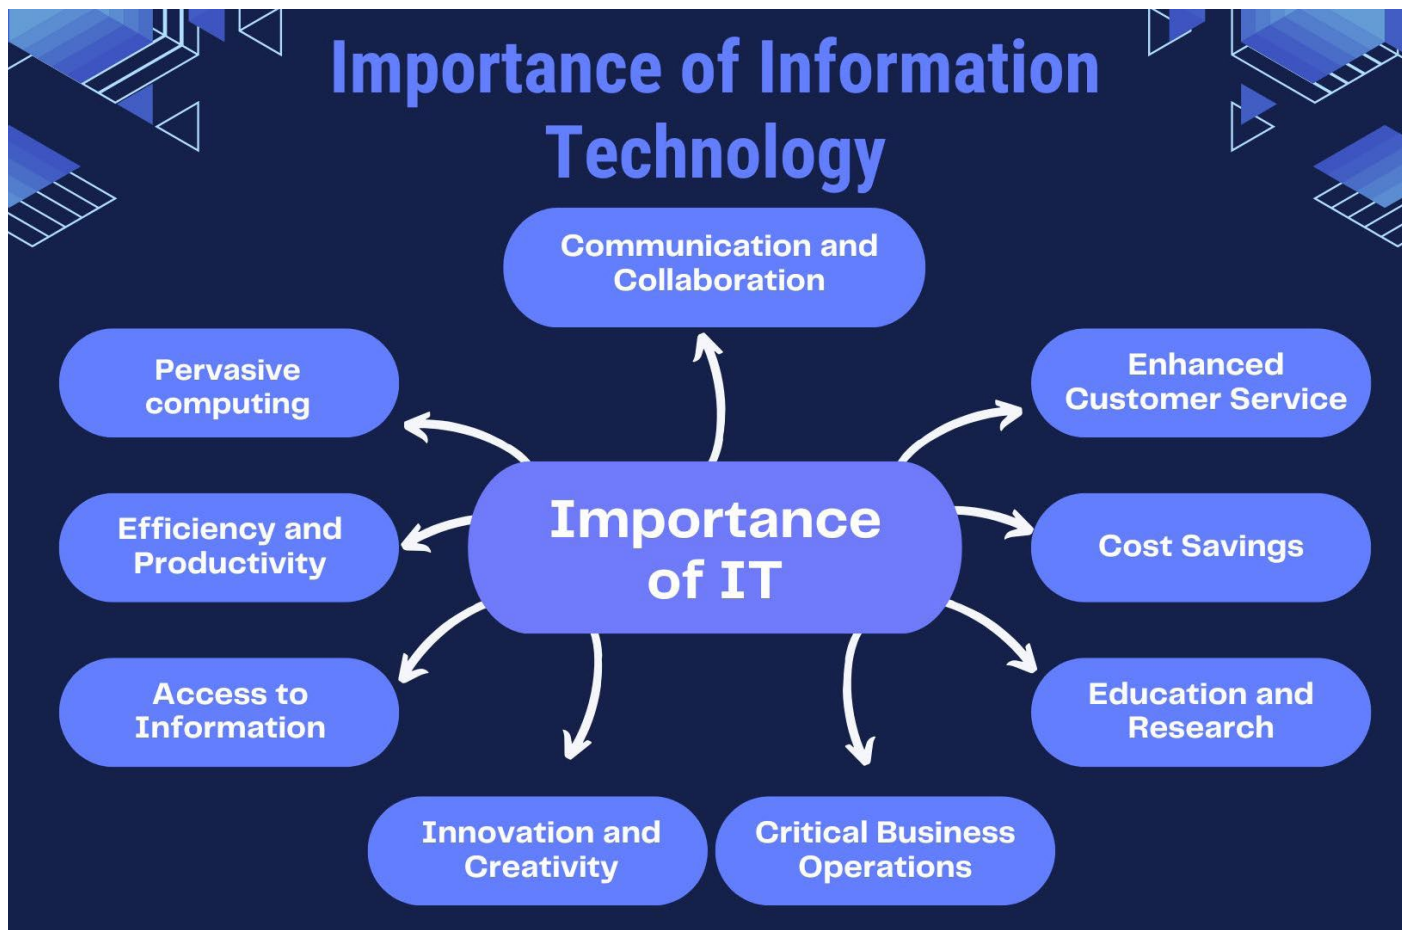 Importance of Information
Technology
Communication and
Collaboration
Pervasive
computing
Enhanced
Customer Service
Efficiency and
Productivity
Importance
of IT
Cost Savings
Access to
Information
Education and
Research
Innovation and
Creativity
Critical Business
Operations